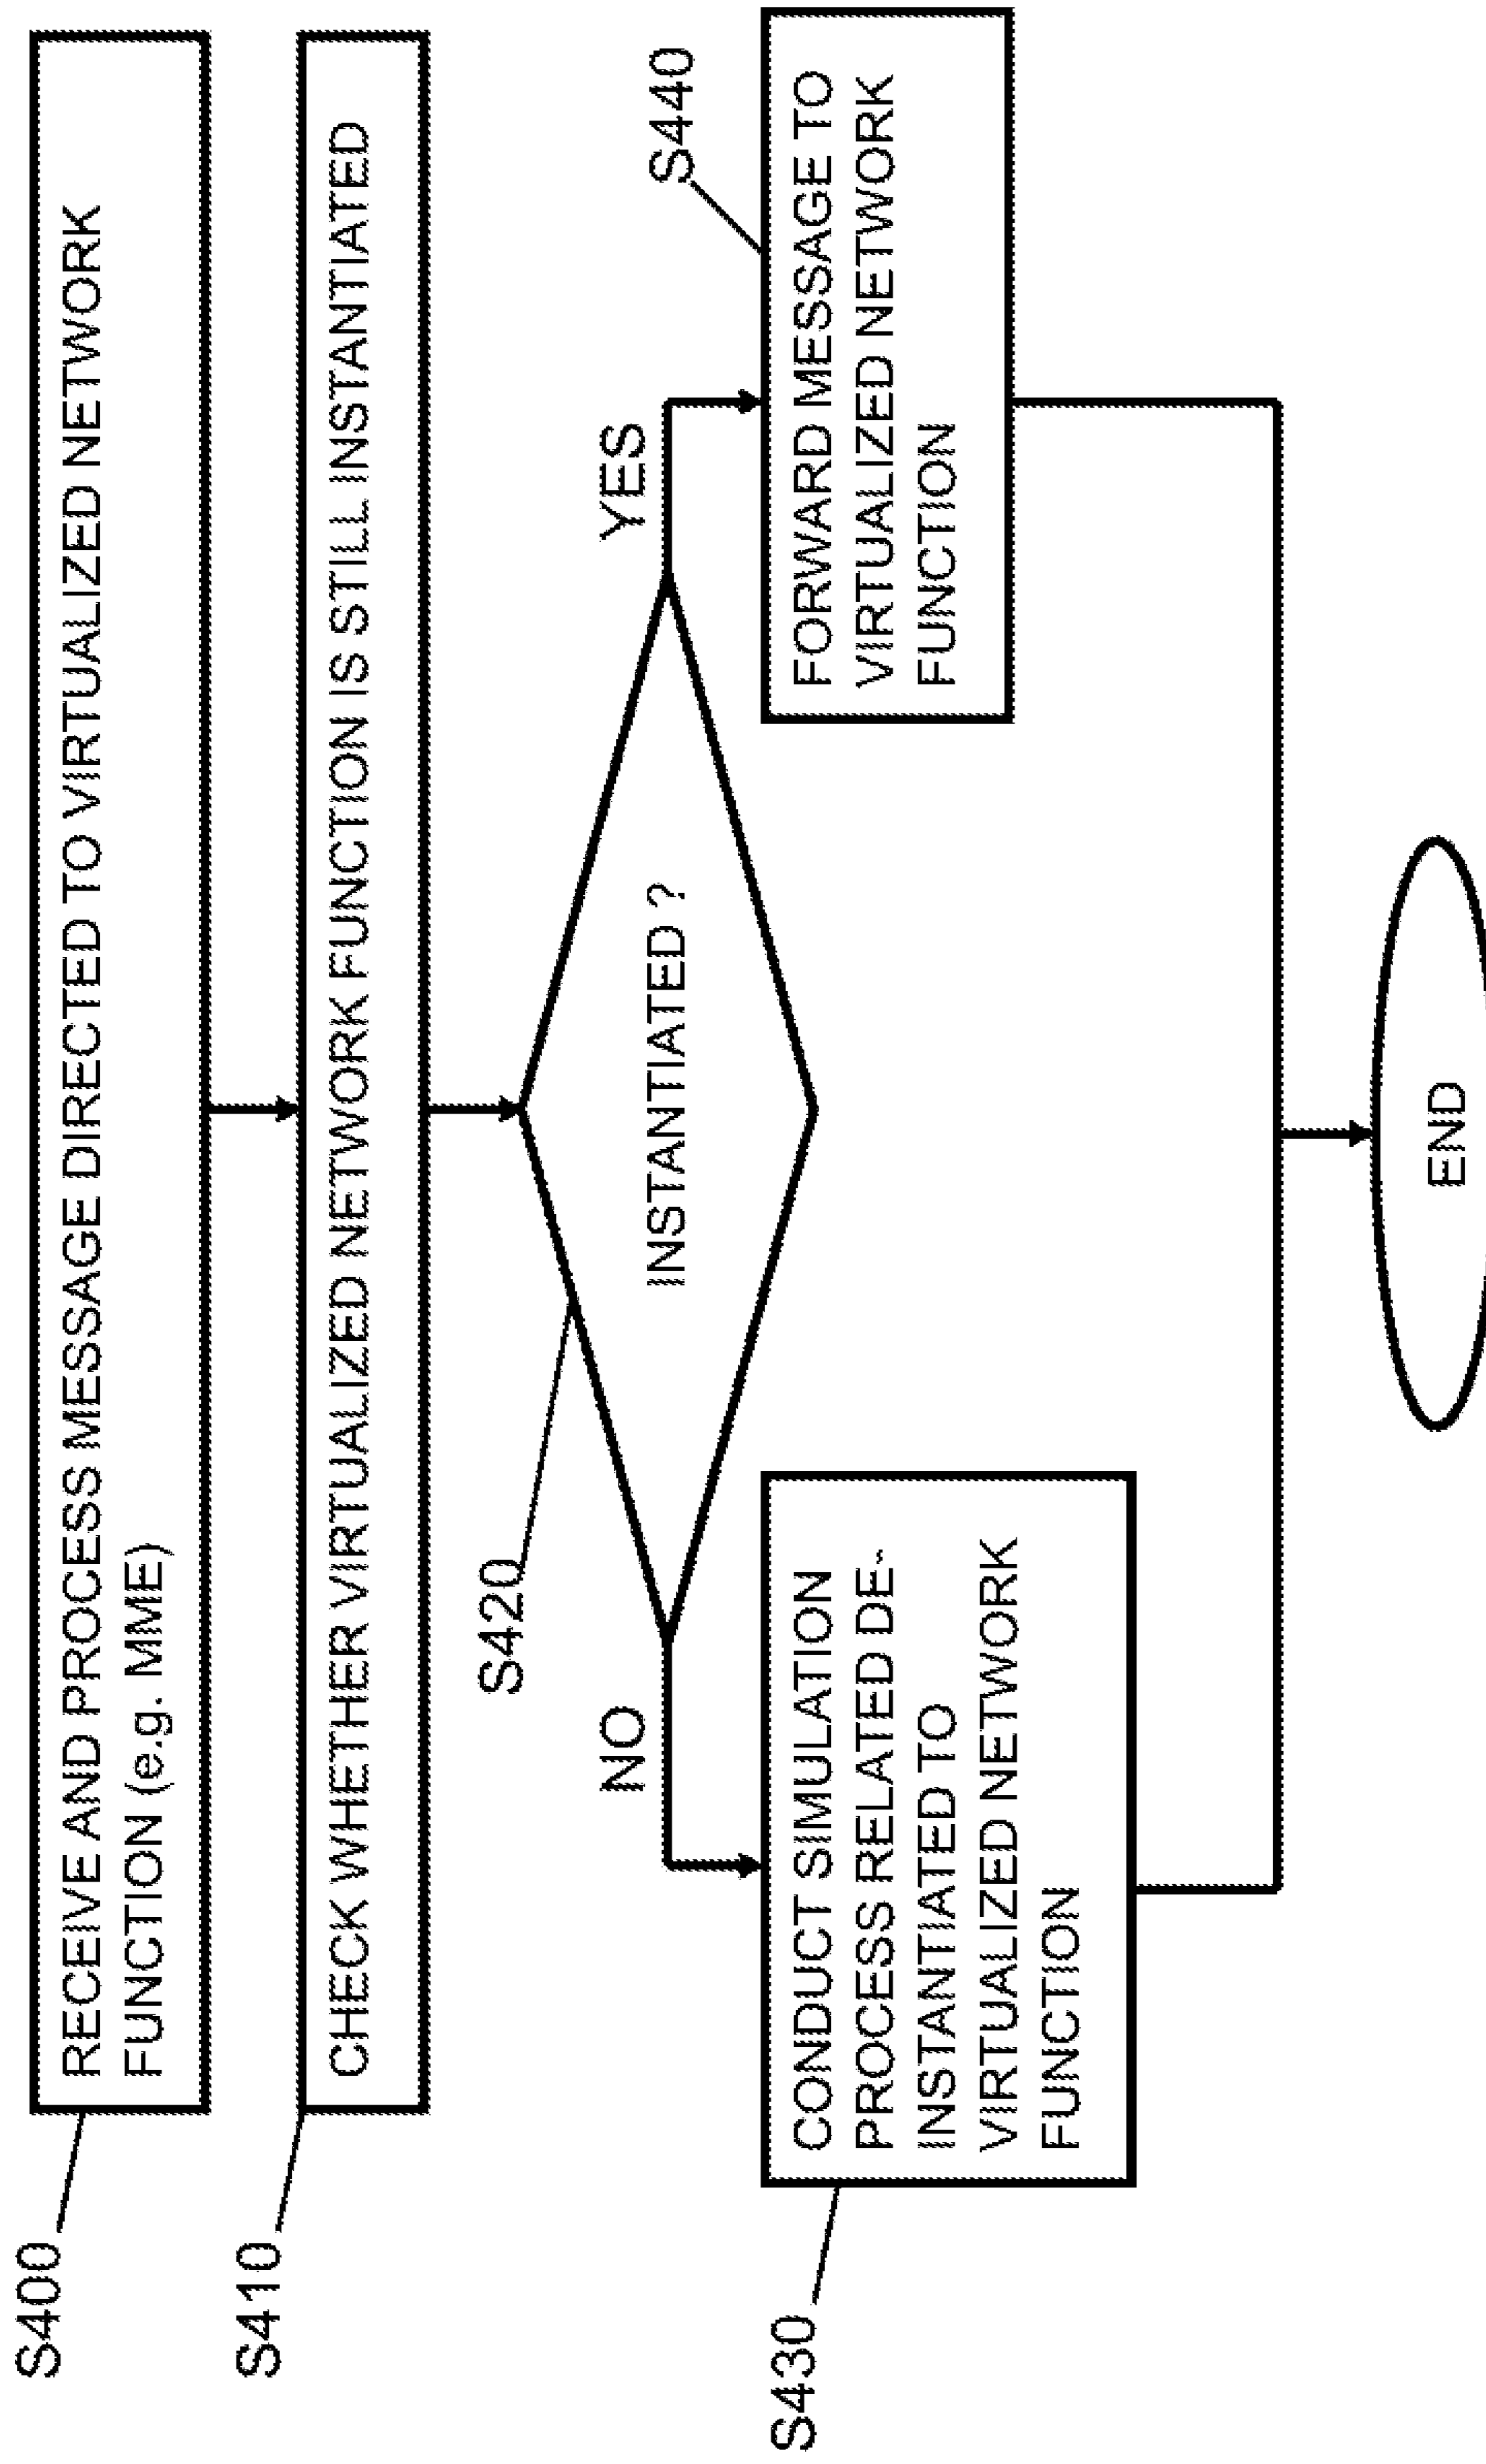 S400
RECEIVE AND PROCESS MESSAGE DIRECTED TO VIRTUALIZED NETWORK
FUNCTION (e.g. MME)
S410
CHECK WHETHER VIRTUALIZED NETWORK FUNCTION IS STILL INSTANTIATED
S420
INSTANTIATED ?
NO
YES
S430
CONDUCT SIMULATION
PROCESS RELATED DE-
INSTANTIATED TO
VIRTUALIZED NETWORK
FUNCTION
S440
FORWARD MESSAGE TO
VIRTUALIZED NETWORK
FUNCTION
END